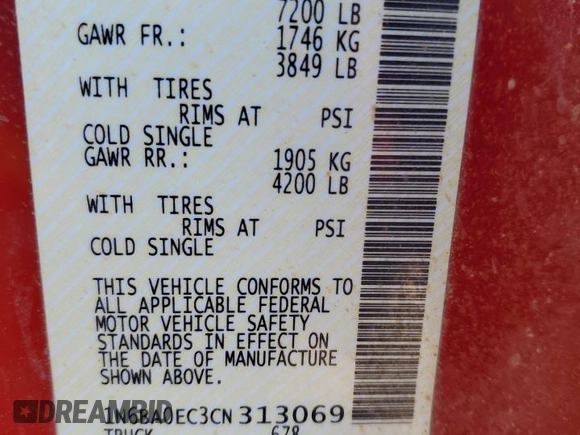 7200 LB
GAWR FR.: 1746 KG
3849 LB
WITH TIRES
RIMS AT PSI
COLD SINGLE
GAWR RR.: 1905 KG
4200 LB
WITH TIRES
RIMS AT PSI
COLD SINGLE
THIS VEHICLE CONFORMS TO
ALL APPLICABLE FEDERAL
MOTOR VEHICLE SAFETY
STANDARDS IN EFFECT ON
THE DATE OF MANUFACTURE
SHOWN ABOVE.
1N6BA0EC3CN313069
TRUCK 678
DREAMBID